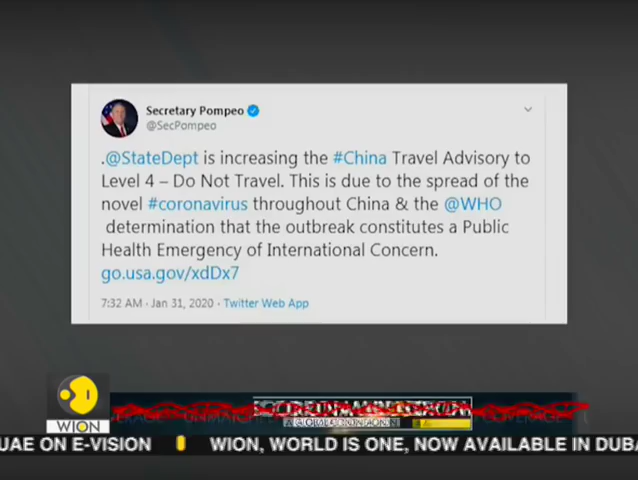 Secretary Pompeo
@SecPompeo
.@StateDept is increasing the #China Travel Advisory to
Level 4 – Do Not Travel. This is due to the spread of the
novel #coronavirus throughout China & the @WHO
determination that the outbreak constitutes a Public
Health Emergency of International Concern.
go.usa.gov/xdDx7
7:32 AM · Jan 31, 2020 · Twitter Web App
WION
UNMATCHED
COVERAGE
UAE ON E-VISION WION, WORLD IS ONE, NOW AVAILABLE IN DUBA